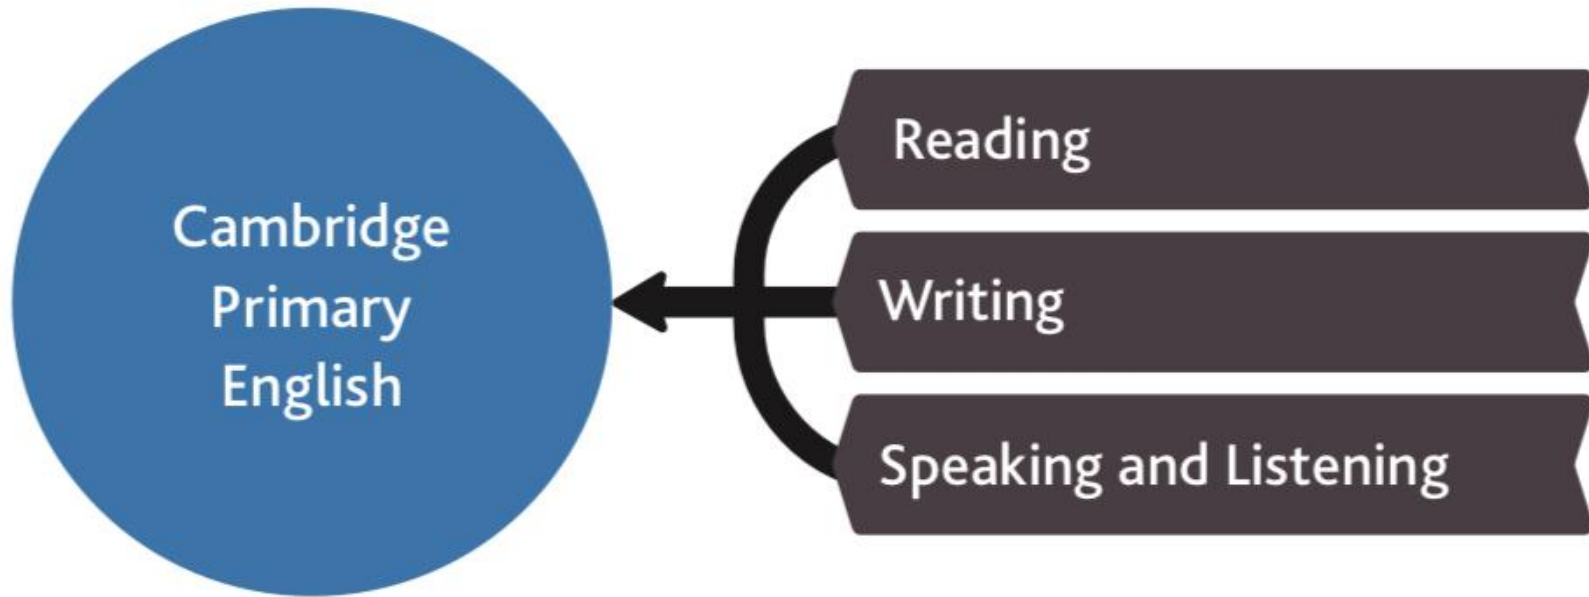 Cambridge
Primary
English
Reading
Writing
Speaking and Listening